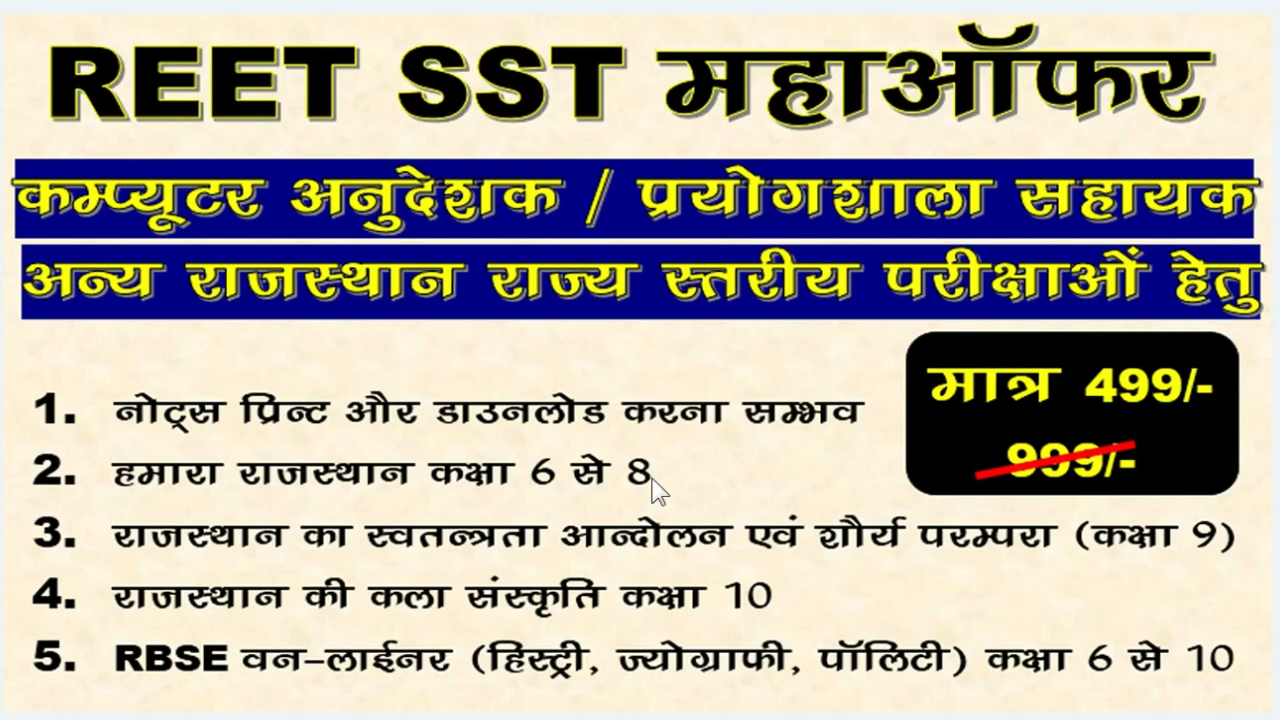 REET SST महाऑफर
कम्प्यूटर अनुदेशक / प्रयोगशाला सहायक
अन्य राजस्थान राज्य स्तरीय परीक्षाओं हेतु
मात्र 499/-
999/-
1. नोट्स प्रिन्ट और डाउनलोड करना सम्भव
2. हमारा राजस्थान कक्षा 6 से 8
3. राजस्थान का स्वतन्त्रता आन्दोलन एवं शौर्य परम्परा (कक्षा 9)
4. राजस्थान की कला संस्कृति कक्षा 10
5. RBSE वन-लाईनर (हिस्ट्री, ज्योग्राफी, पॉलिटी) कक्षा 6 से 10